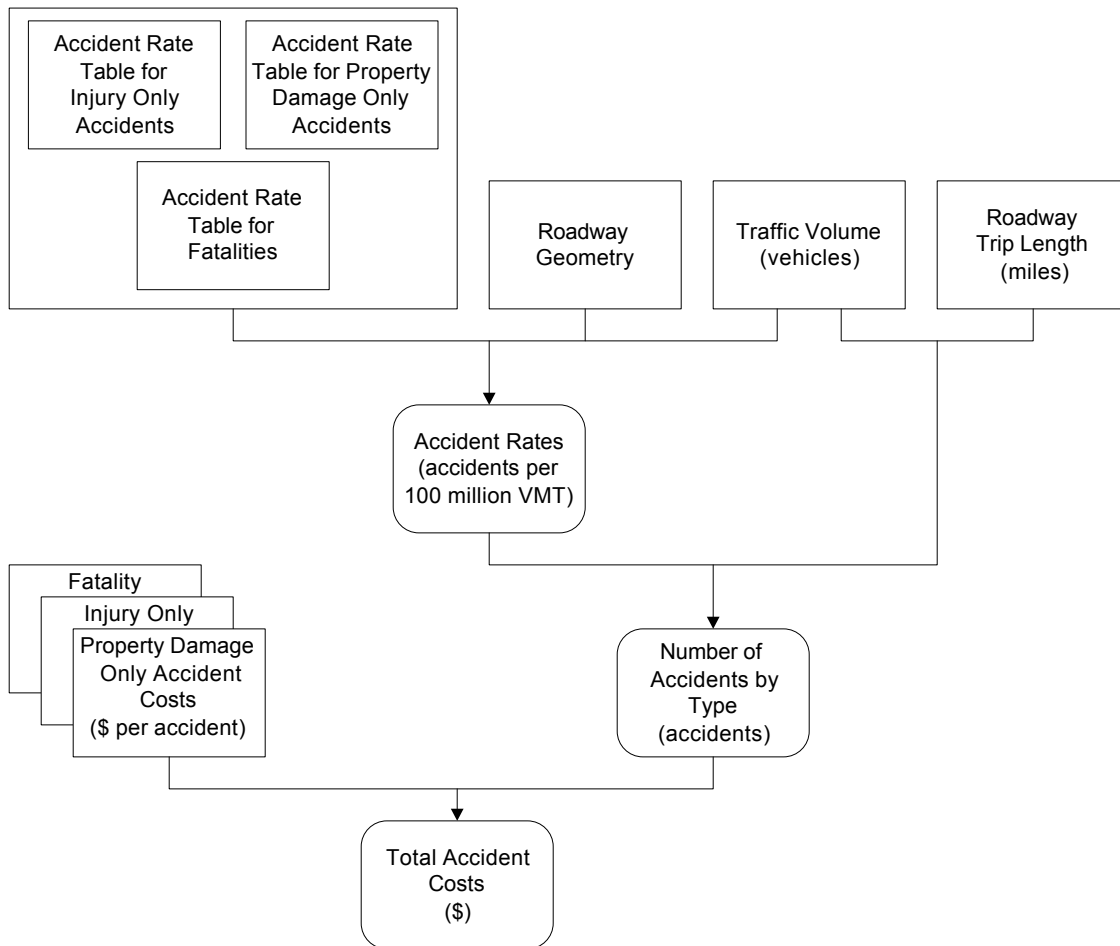 Accident Rate
Table for
Injury Only
Accidents
Accident Rate
Table for Property
Damage Only
Accidents
Accident Rate
Table for
Fatalities
Roadway
Geometry
Traffic Volume
(vehicles)
Roadway
Trip Length
(miles)
Accident Rates
(accidents per
100 million VMT)
Fatality
Injury Only
Property Damage
Only Accident
Costs
($ per accident)
Number of
Accidents by
Type
(accidents)
Total Accident
Costs
($)